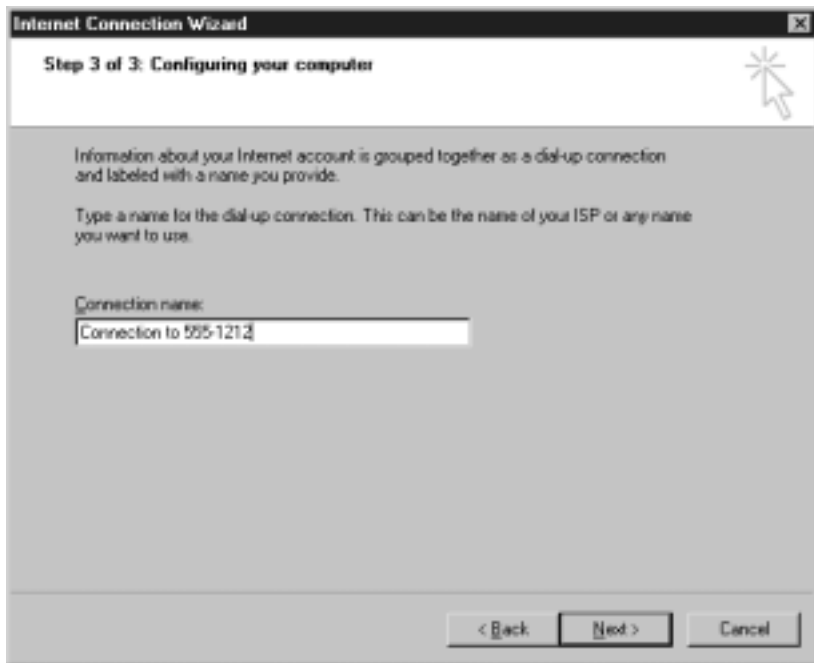 Internet Connection Wizard
Step 3 of 3: Configuring your computer
Information about your Internet account is grouped together as a dial-up connection
and labeled with a name you provide.
Type a name for the dial-up connection. This can be the name of your ISP or any name
you want to use.
Connection name:
Connection to 555-1212
< Back Next > Cancel